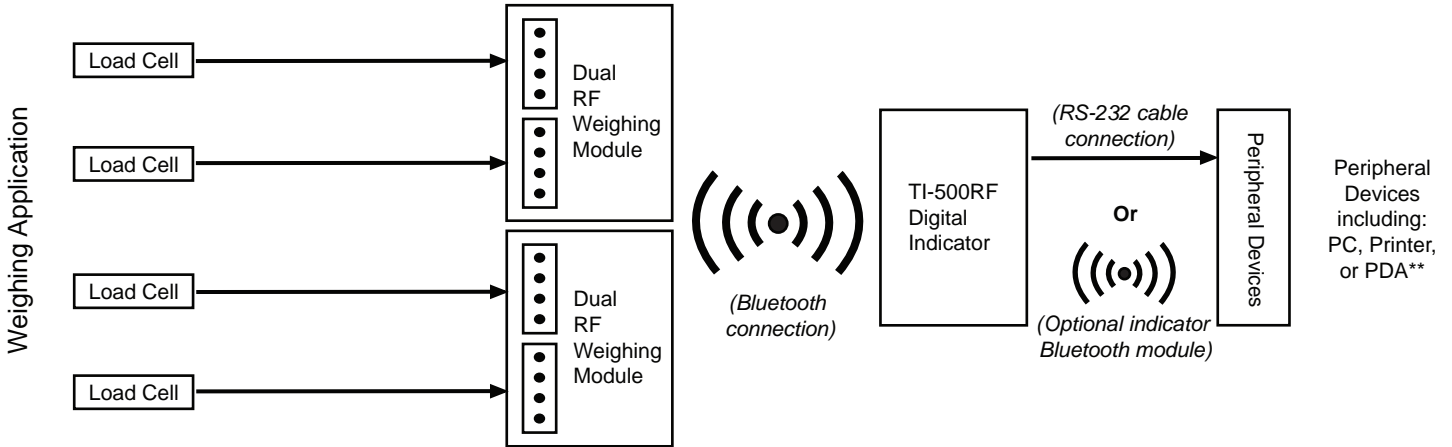 Weighing Application
Load Cell
Load Cell
Load Cell
Load Cell
Dual
RF
Weighing
Module
Dual
RF
Weighing
Module
(Bluetooth
connection)
TI-500RF
Digital
Indicator
(RS-232 cable
connection)
Or
(Optional indicator
Bluetooth module)
Peripheral Devices
Peripheral
Devices
including:
PC, Printer,
or PDA**